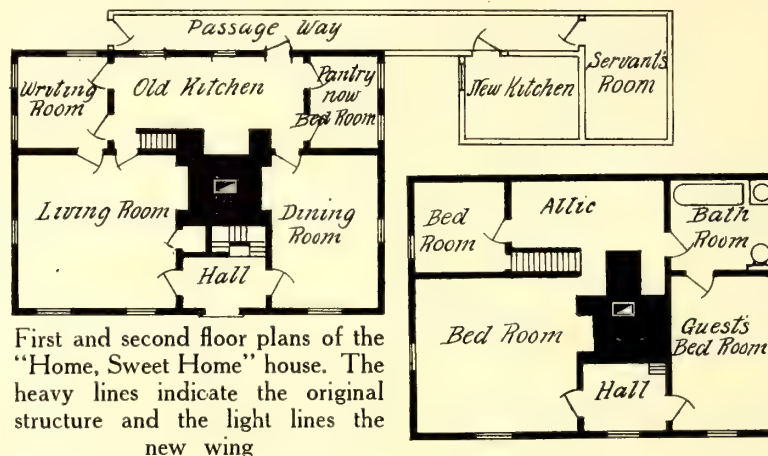 Passage Way
Writing
Room
Old Kitchen
Pantry
now
Bed Room
New Kitchen
Servant's
Room
Living Room
Dining
Room
Hall
Bed
Room
Attic
Bath
Room
Bed Room
Guest's
Bed Room
Hall
First and second floor plans of the
"Home, Sweet Home" house. The
heavy lines indicate the original
structure and the light lines the
new wing